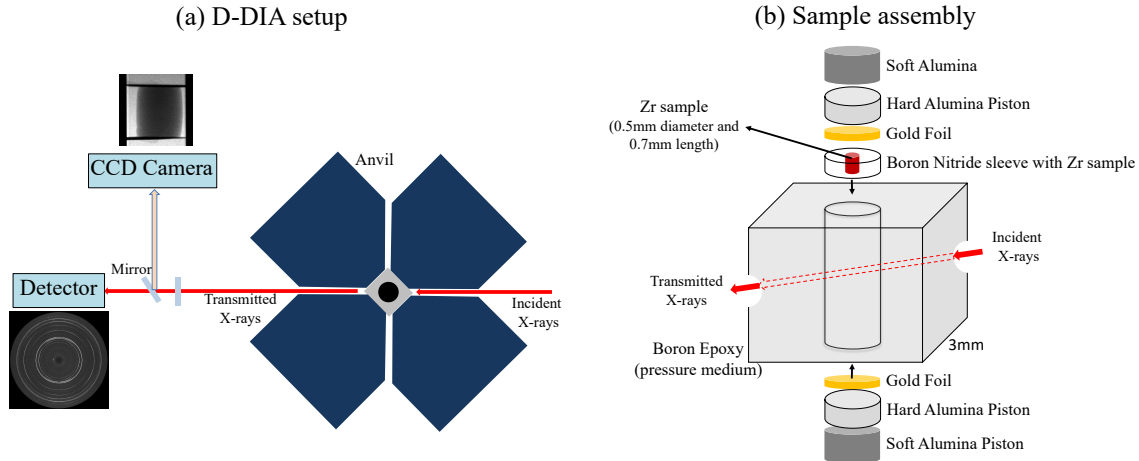 (a) D-DIA setup
CCD Camera
Anvil
Mirror
Detector
Transmitted
X-rays
Incident
X-rays
(b) Sample assembly
Soft Alumina
Hard Alumina Piston
Zr sample
(0.5mm diameter and
0.7mm length)
Gold Foil
Boron Nitride sleeve with Zr sample
Incident
X-rays
Transmitted
X-rays
3mm
Boron Epoxy
(pressure medium)
Gold Foil
Hard Alumina Piston
Soft Alumina Piston